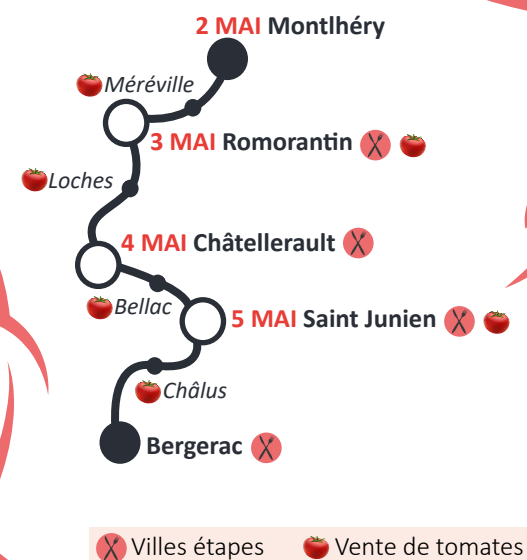 2 MAI Montlhéry
Méréville
3 MAI Romorantin
Loches
4 MAI Châtellerault
Bellac
5 MAI Saint Junien
Châlus
Bergerac
Villes étapes
Vente de tomates